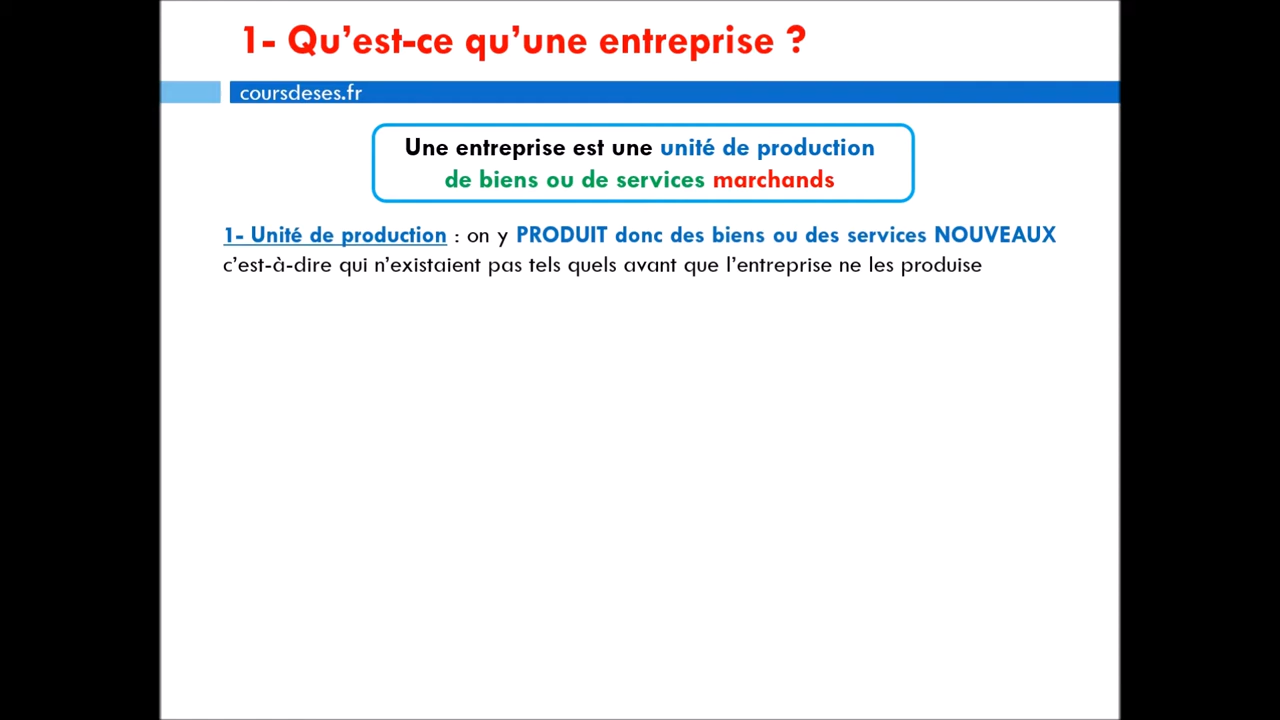 1- Qu’est-ce qu’une entreprise ?
coursdeses.fr
Une entreprise est une unité de production
de biens ou de services marchands
1- Unité de production : on y PRODUIT donc des biens ou des services NOUVEAUX
c’est-à-dire qui n’existaient pas tels quels avant que l’entreprise ne les produise